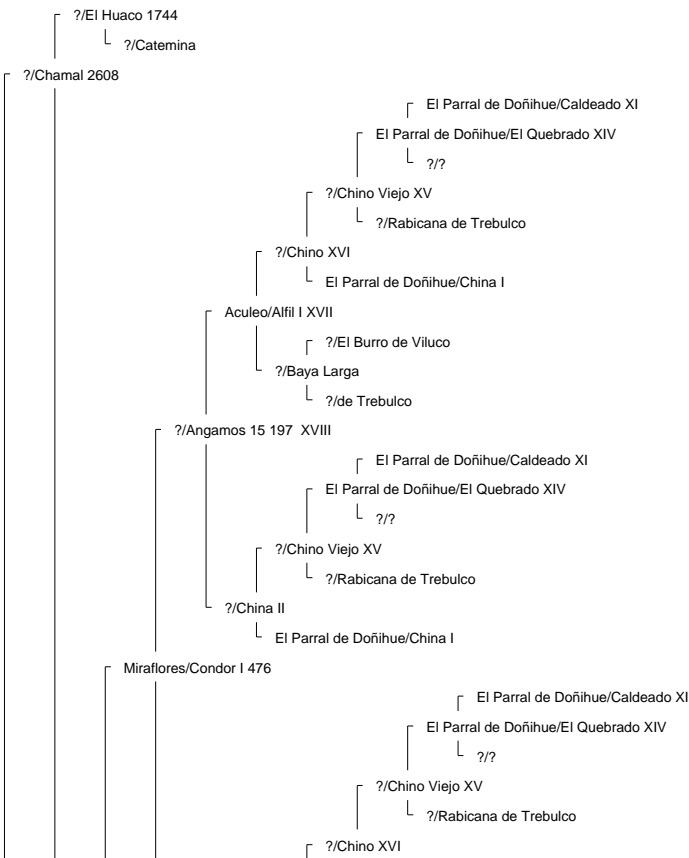 ?/El Huaco 1744
?/Catemina
?/Chamal 2608
El Parral de Doñihue/Caldeado XI
El Parral de Doñihue/El Quebrado XIV
?/?
?/Chino Viejo XV
?/Rabicana de Trebulco
?/Chino XVI
El Parral de Doñihue/China I
Aculeo/Alfil I XVII
?/El Burro de Viluco
?/Baya Larga
?/de Trebulco
?/Angamos 15 197 XVIII
El Parral de Doñihue/Caldeado XI
El Parral de Doñihue/El Quebrado XIV
?/?
?/Chino Viejo XV
?/Rabicana de Trebulco
?/China II
El Parral de Doñihue/China I
Miraflores/Condor I 476
El Parral de Doñihue/Caldeado XI
El Parral de Doñihue/El Quebrado XIV
?/?
?/Chino Viejo XV
?/Rabicana de Trebulco
?/Chino XVI